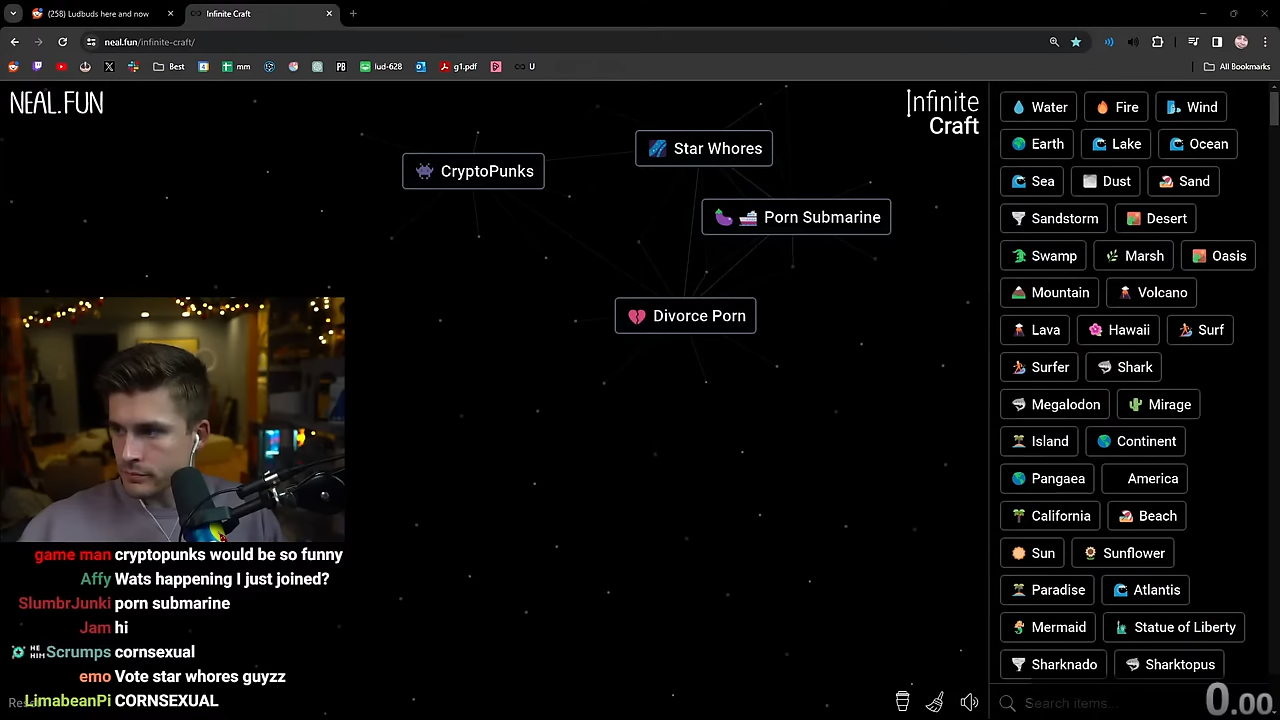 (258) Ludbuds here and now
Infinite Craft
neal.fun/infinite-craft/
Best
mm
lud-628
g1.pdf
U
All Bookmarks
NEAL.FUN
Infinite
Craft
CryptoPunks
Star Whores
Porn Submarine
Divorce Porn
Water
Fire
Wind
Earth
Lake
Ocean
Sea
Dust
Sand
Sandstorm
Desert
Swamp
Marsh
Oasis
Mountain
Volcano
Lava
Hawaii
Surf
Surfer
Shark
Megalodon
Mirage
Island
Continent
Pangaea
America
California
Beach
Sun
Sunflower
Paradise
Atlantis
Mermaid
Statue of Liberty
Sharknado
Sharktopus
Search items...
0.00
game man cryptopunks would be so funny
Affy Wats happening I just joined?
SlumbrJunki porn submarine
Jam hi
HE HIM Scrumps cornsexual
emo Vote star whores guyzz
LimabeanPi CORNSEXUAL